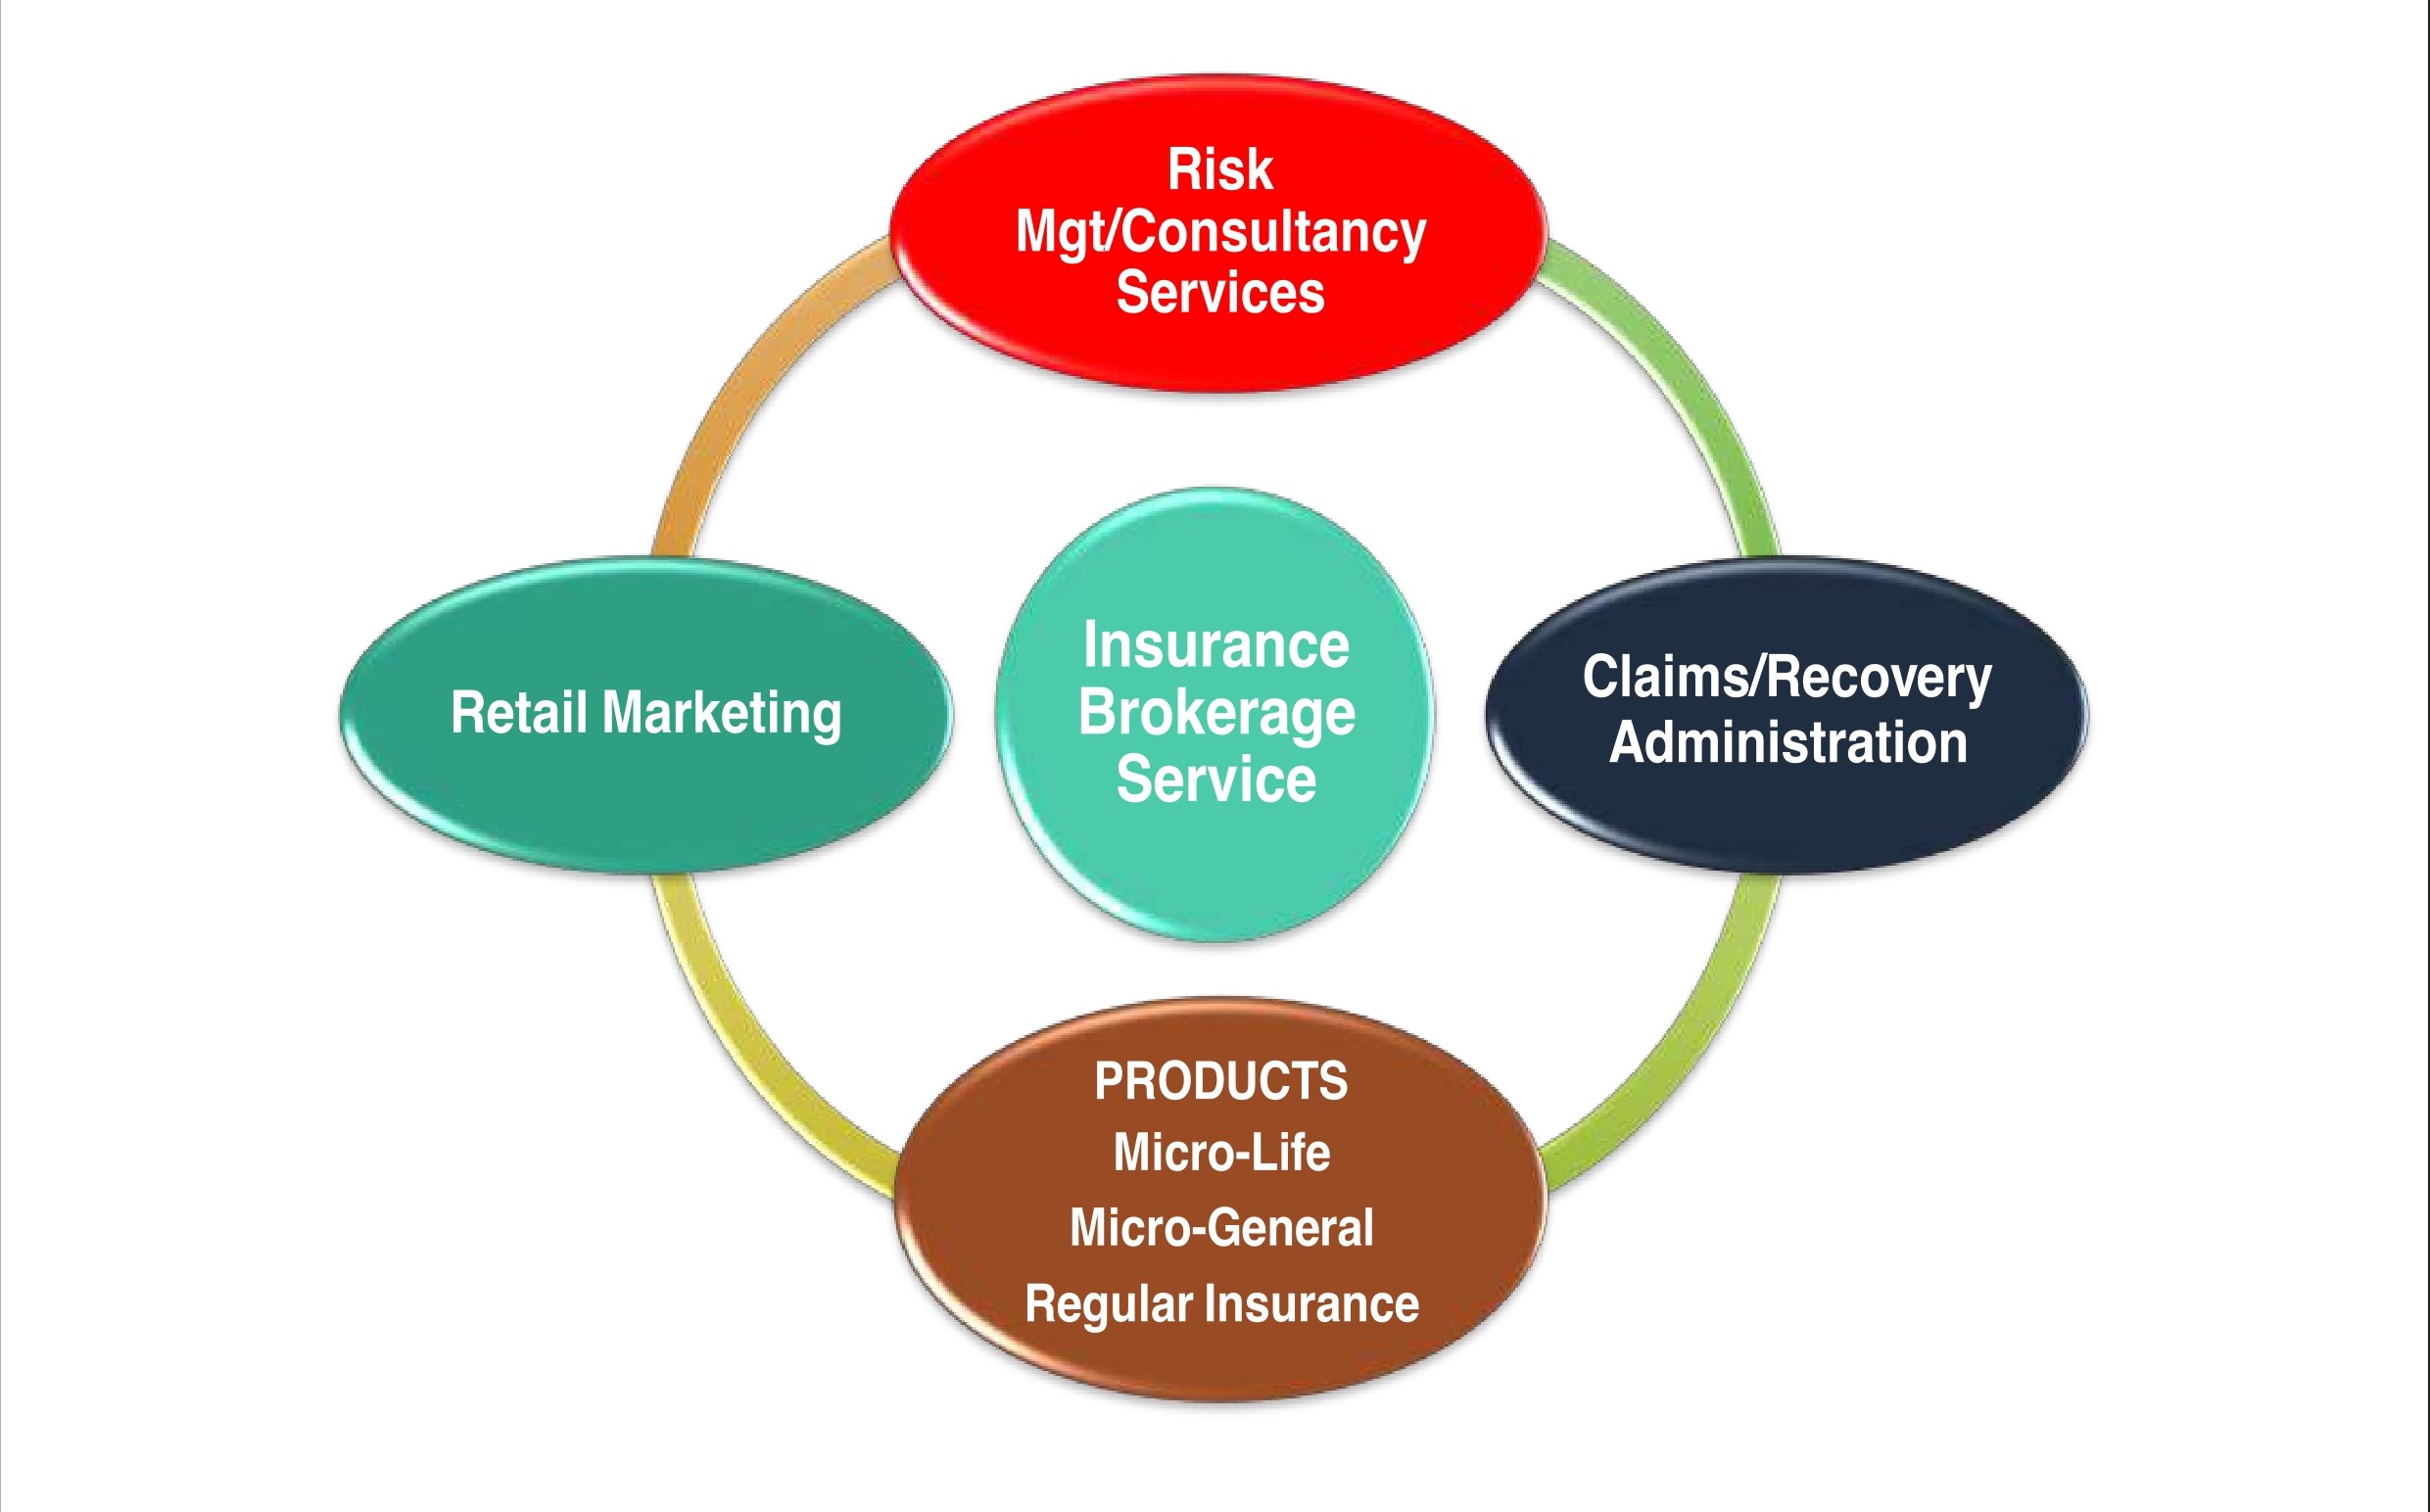 Risk
Mgt/Consultancy
Services
Retail Marketing
Insurance
Brokerage
Service
Claims/Recovery
Administration
PRODUCTS
Micro-Life
Micro-General
Regular Insurance